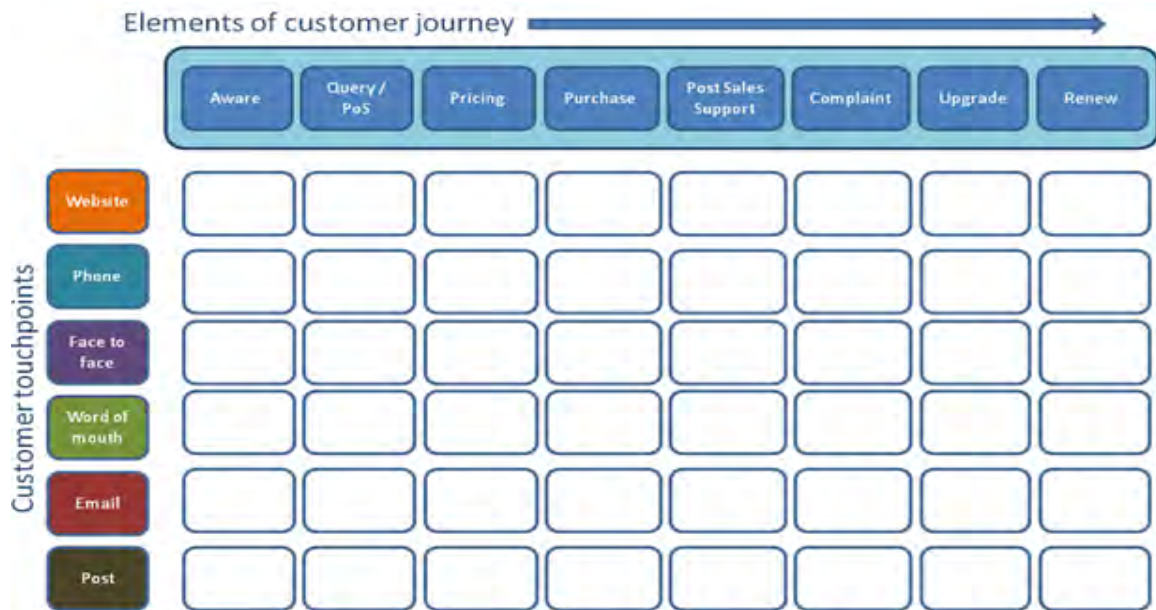 Elements of customer journey
Aware
Query /
PoS
Pricing
Purchase
Post Sales
Support
Complaint
Upgrade
Renew
Customer touchpoints
Website
Phone
Face to
face
Word of
mouth
Email
Post